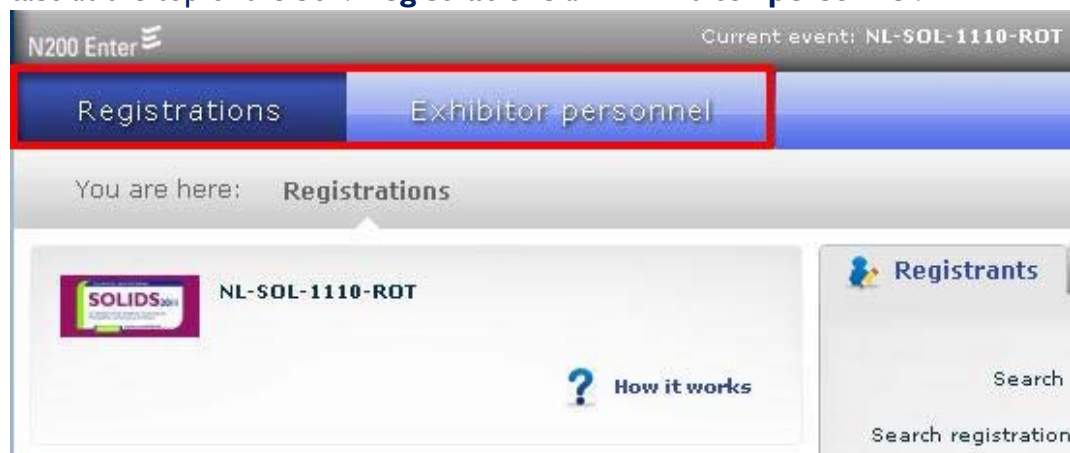 N200 Enter
Current event: NL-SOL-1110-ROT
Registrations
Exhibitor personnel
You are here: Registrations
SOLIDS
NL-SOL-1110-ROT
How it works
Registrants
Search
Search registration